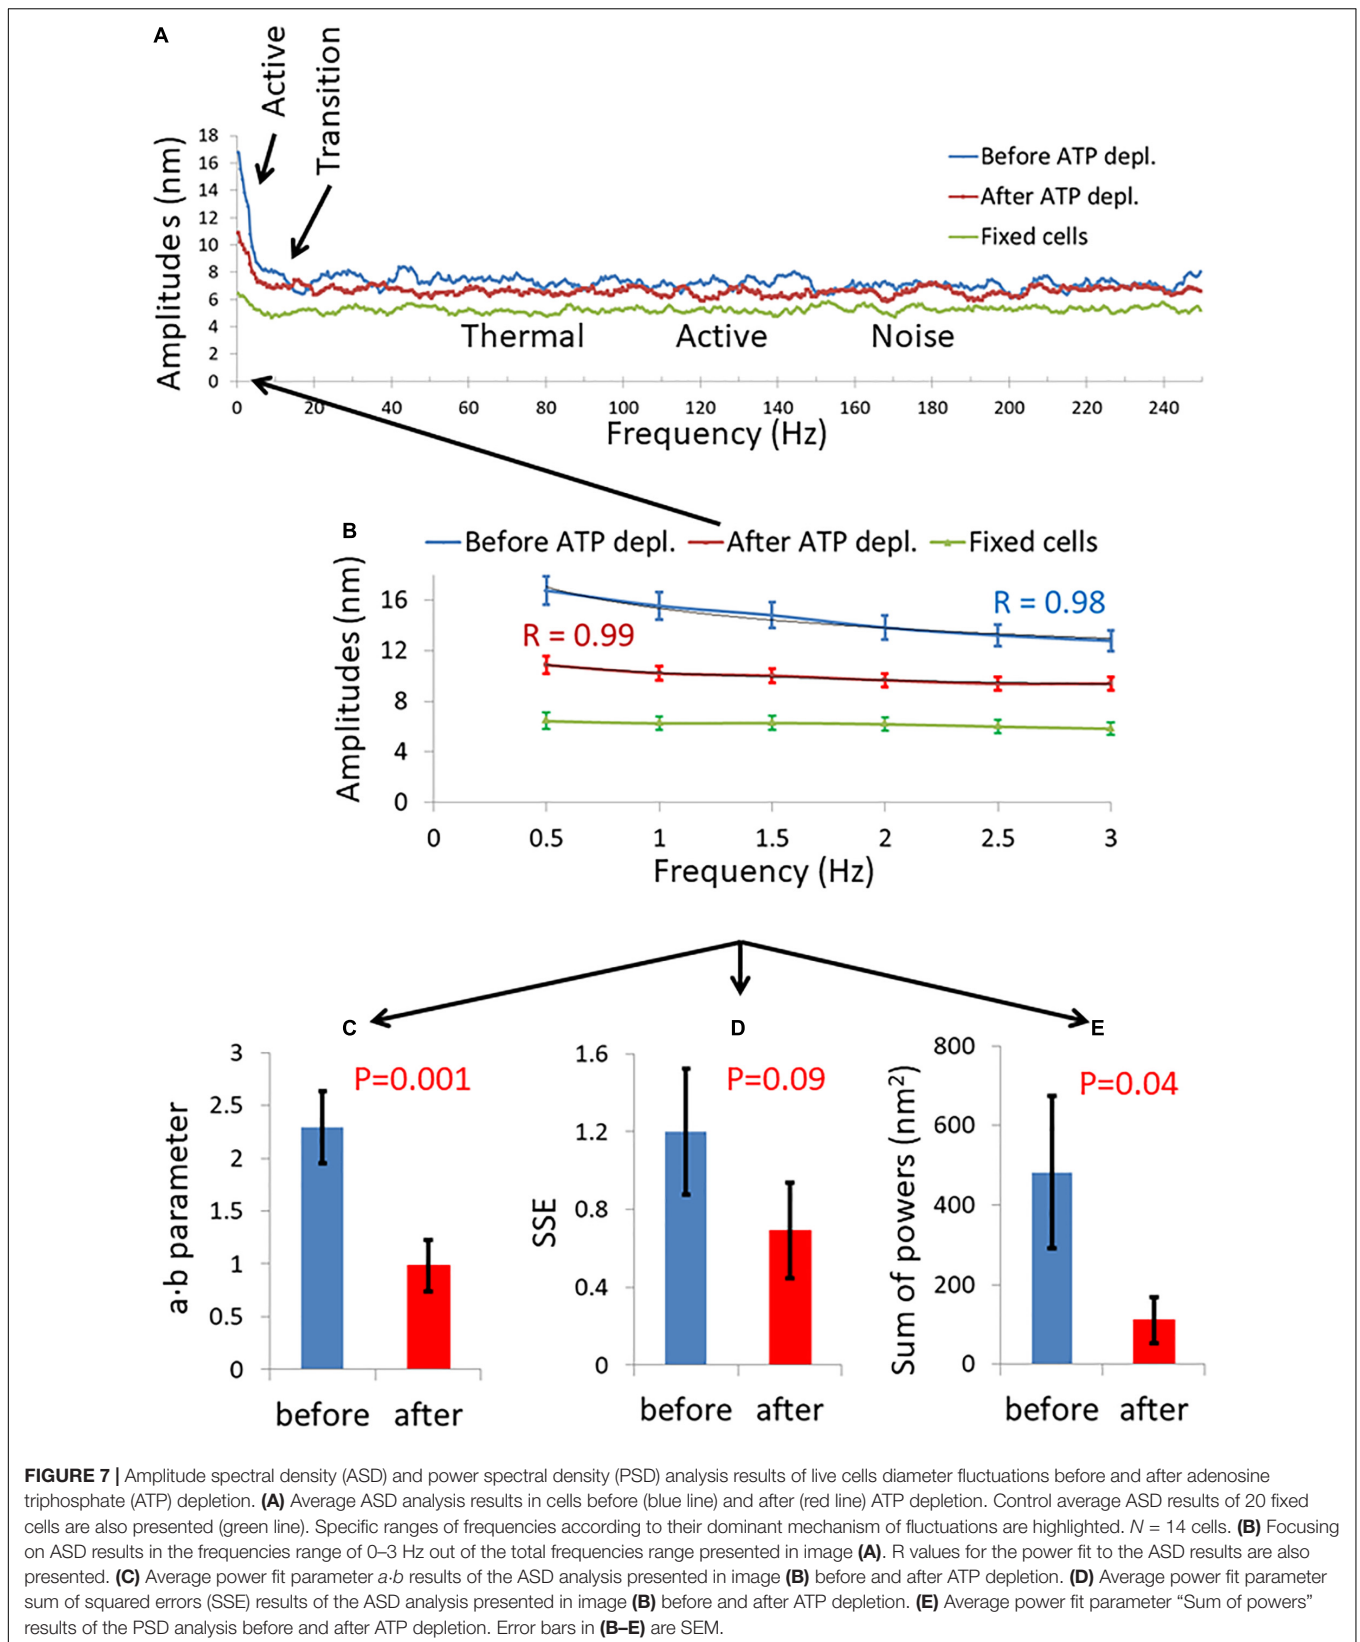 A
Active
Transition
Amplitudes (nm)
18
16
14
12
10
8
6
4
2
0
Before ATP depl.
After ATP depl.
Fixed cells
Thermal Active Noise
0 20 40 60 80 100 120 140 160 180 200 220 240
Frequency (Hz)
B
Before ATP depl. After ATP depl. Fixed cells
Amplitudes (nm)
16
12
8
4
0
R = 0.98
R = 0.99
0 0.5 1 1.5 2 2.5 3
Frequency (Hz)
C
a·b parameter
3
2.5
2
1.5
1
0.5
0
P=0.001
before after
D
SSE
1.6
1.2
0.8
0.4
0
P=0.09
before after
E
Sum of powers (nm²)
800
600
400
200
0
P=0.04
before after
FIGURE 7 | Amplitude spectral density (ASD) and power spectral density (PSD) analysis results of live cells diameter fluctuations before and after adenosine
triphosphate (ATP) depletion. (A) Average ASD analysis results in cells before (blue line) and after (red line) ATP depletion. Control average ASD results of 20 fixed
cells are also presented (green line). Specific ranges of frequencies according to their dominant mechanism of fluctuations are highlighted. N = 14 cells. (B) Focusing
on ASD results in the frequencies range of 0–3 Hz out of the total frequencies range presented in image (A). R values for the power fit to the ASD results are also
presented. (C) Average power fit parameter a·b results of the ASD analysis presented in image (B) before and after ATP depletion. (D) Average power fit parameter
sum of squared errors (SSE) results of the ASD analysis presented in image (B) before and after ATP depletion. (E) Average power fit parameter “Sum of powers”
results of the PSD analysis before and after ATP depletion. Error bars in (B–E) are SEM.